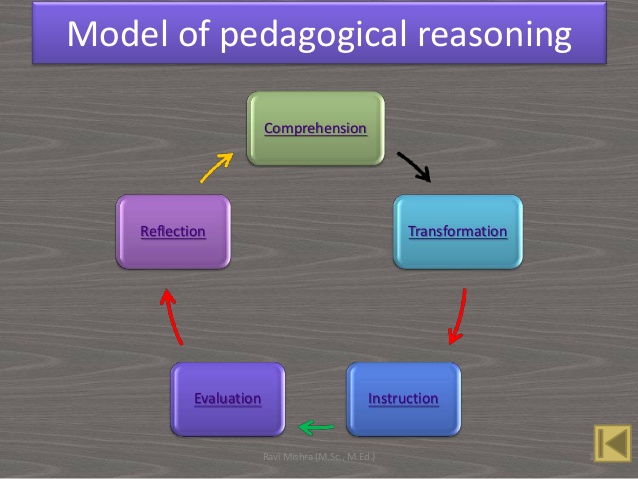 Model of pedagogical reasoning
Comprehension
Reflection
Transformation
Evaluation
Instruction
Ravi Mishra (M.Sc., M.Ed.)